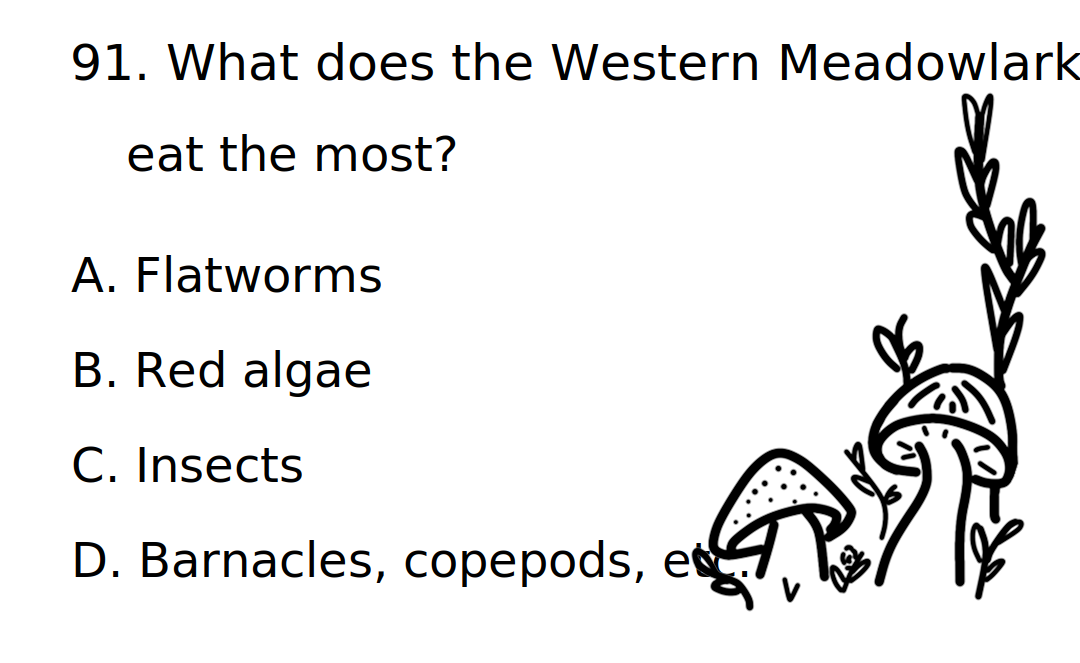 91. What does the Western Meadowlark
eat the most?
A. Flatworms
B. Red algae
C. Insects
D. Barnacles, copepods, etc.